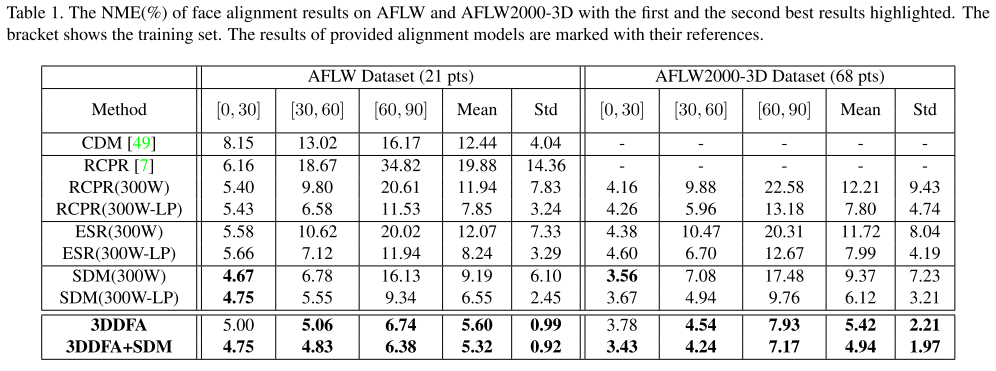 Table 1. The NME(%) of face alignment results on AFLW and AFLW2000-3D with the first and the second best results highlighted. The
bracket shows the training set. The results of provided alignment models are marked with their references.
AFLW Dataset (21 pts) AFLW2000-3D Dataset (68 pts)
Method [0, 30] [30, 60] [60, 90] Mean Std [0, 30] [30, 60] [60, 90] Mean Std
CDM [49] 8.15 13.02 16.17 12.44 4.04 - - - - -
RCPR [7] 6.16 18.67 34.82 19.88 14.36 - - - - -
RCPR(300W) 5.40 9.80 20.61 11.94 7.83 4.16 9.88 22.58 12.21 9.43
RCPR(300W-LP) 5.43 6.58 11.53 7.85 3.24 4.26 5.96 13.18 7.80 4.74
ESR(300W) 5.58 10.62 20.02 12.07 7.33 4.38 10.47 20.31 11.72 8.04
ESR(300W-LP) 5.66 7.12 11.94 8.24 3.29 4.60 6.70 12.67 7.99 4.19
SDM(300W) 4.67 6.78 16.13 9.19 6.10 3.56 7.08 17.48 9.37 7.23
SDM(300W-LP) 4.75 5.55 9.34 6.55 2.45 3.67 4.94 9.76 6.12 3.21
3DDFA 5.00 5.06 6.74 5.60 0.99 3.78 4.54 7.93 5.42 2.21
3DDFA+SDM 4.75 4.83 6.38 5.32 0.92 3.43 4.24 7.17 4.94 1.97